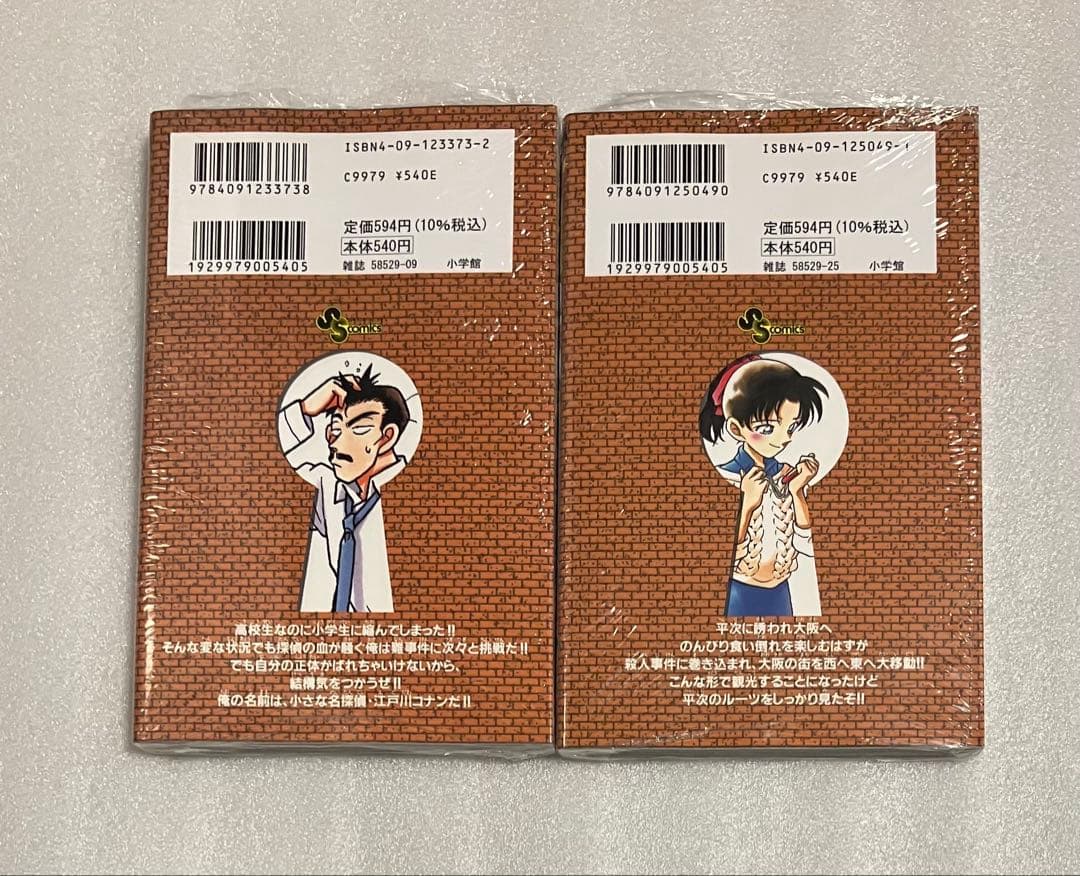 ISBN4-09-123373-2
9784091233738
C9979 ¥540E
定価594円(10%税込)
本体540円
1929979005405
雑誌 58529-09 小学館
SS comics
高校生なのに小学生に縮んでしまった!!
そんな変な状況でも探偵の血が騒ぐ俺は難事件に次々と挑戦だ!!
でも自分の正体がばれちゃいけないから、
結構気をつかうぜ!!
俺の名前は、小さな名探偵・江戸川コナンだ!!
ISBN4-09-125049-1
9784091250490
C9979 ¥540E
定価594円(10%税込)
本体540円
1929979005405
雑誌 58529-25 小学館
SS comics
平次に誘われ大阪へ
のんびり食い倒れを楽しむはずが
殺人事件に巻き込まれ、大阪の街を西へ東へ大移動!!
こんな形で観光することになったけど
平次のルーツをしっかり見たぞ!!